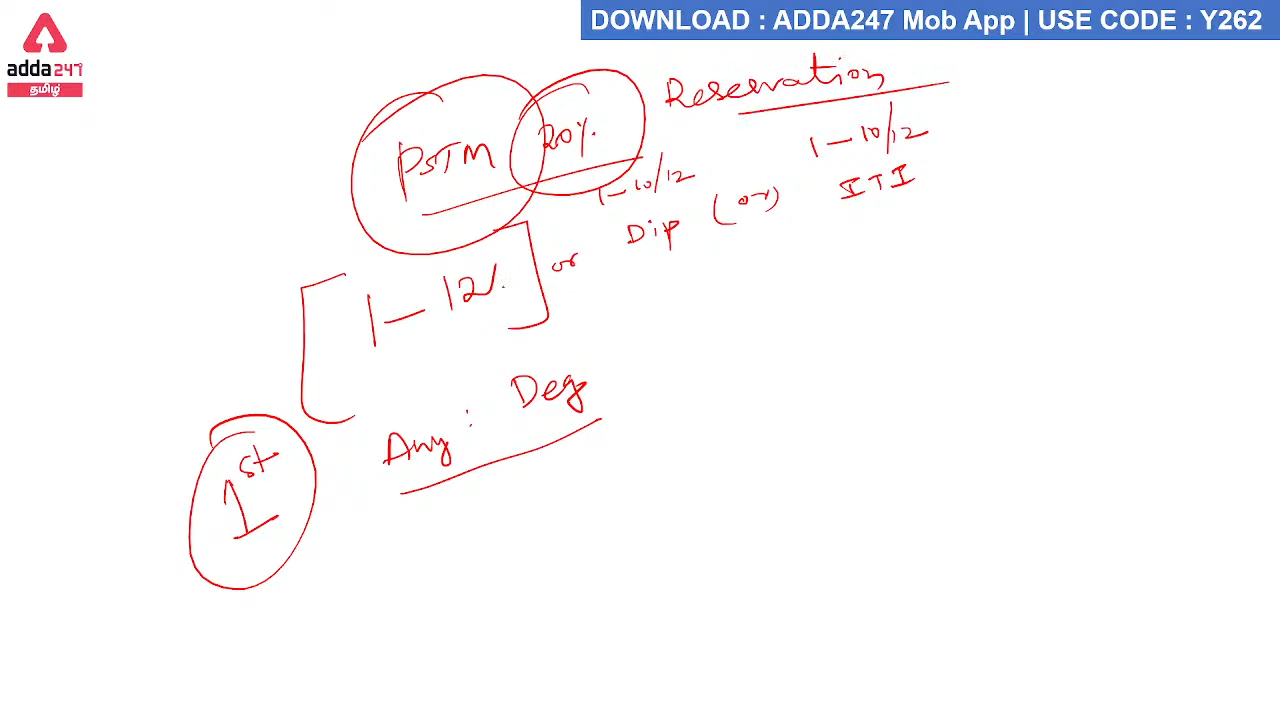 DOWNLOAD : ADDA247 Mob App | USE CODE : Y262
adda247
தமிழ்
PSTM 20% Reservation
1 - 10/12
1 - 10/12
Dip (or) ITI
[1 - 12] or
Any: Deg
1st